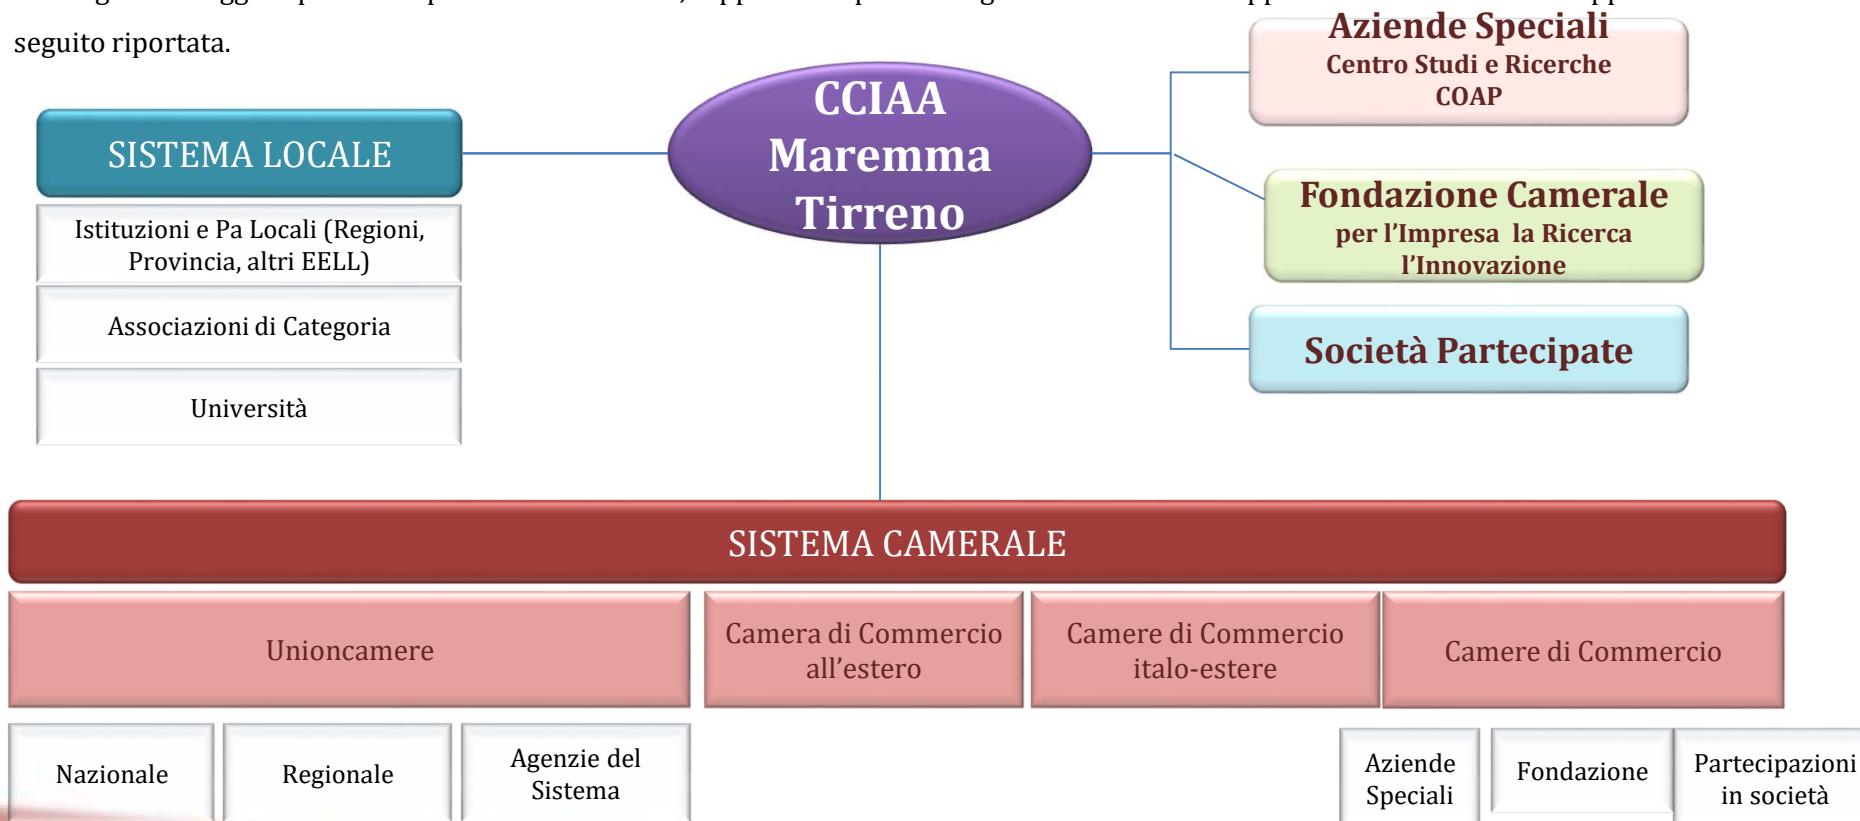 seguito riportata.
Aziende Speciali
Centro Studi e Ricerche
COAP
CCIAA
Maremma
Tirreno
SISTEMA LOCALE
Istituzioni e Pa Locali (Regioni,
Provincia, altri EELL)
Associazioni di Categoria
Università
Fondazione Camerale
per l'Impresa la Ricerca
l'Innovazione
Società Partecipate
SISTEMA CAMERALE
Unioncamere
Camera di Commercio
all'estero
Camere di Commercio
italo-estere
Camere di Commercio
Nazionale
Regionale
Agenzie del
Sistema
Aziende
Speciali
Fondazione
Partecipazioni
in società